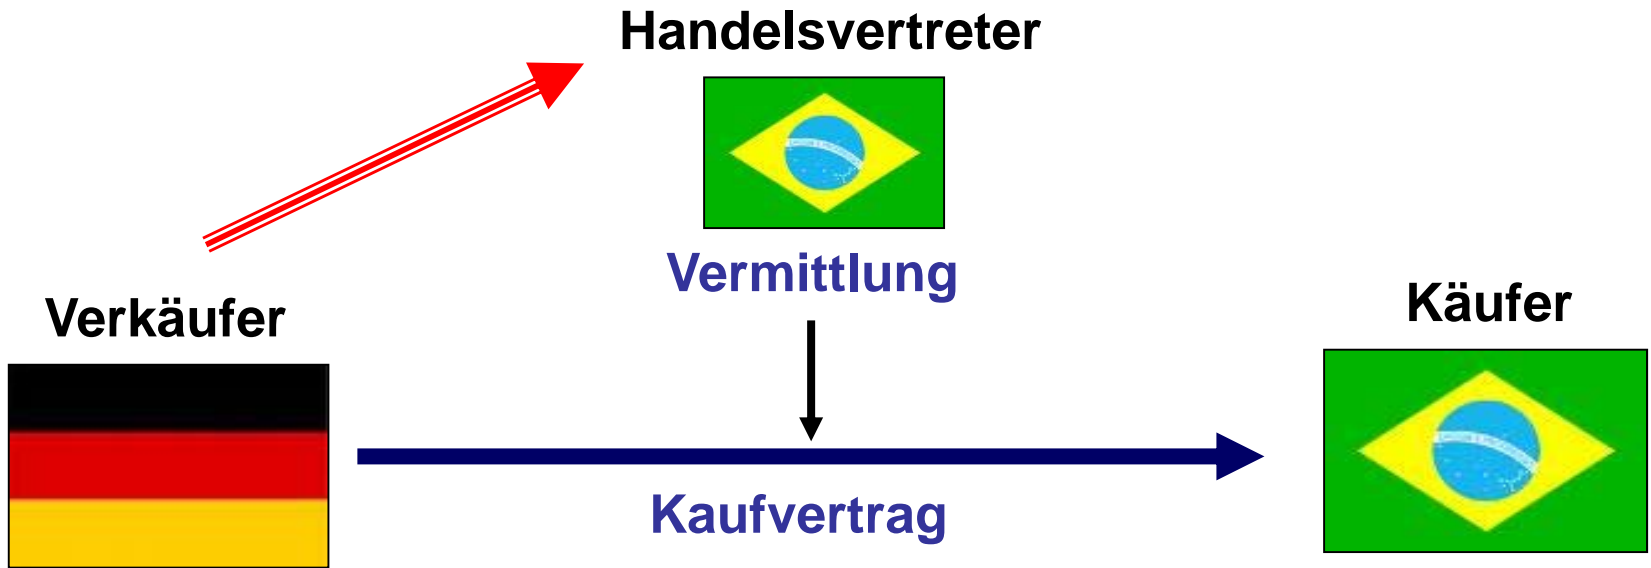 Handelsvertreter
Vermittlung
Verkäufer
Käufer
Kaufvertrag